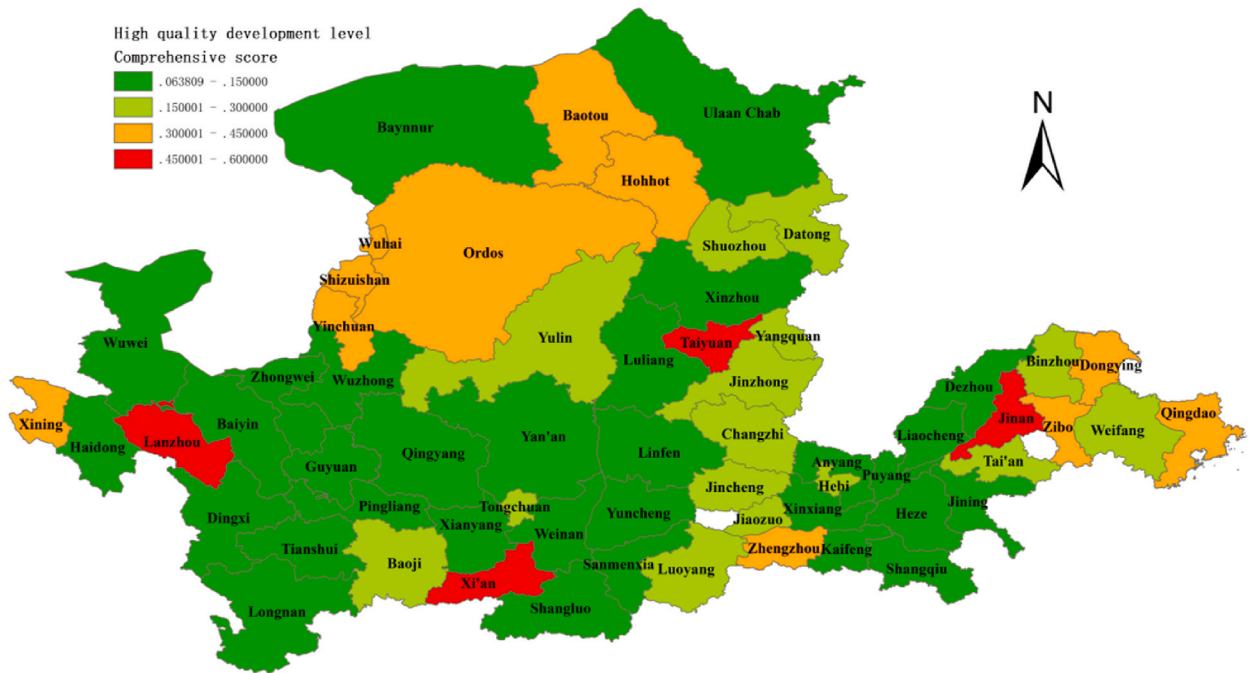 High quality development level
Comprehensive score
.063809 - .150000
.150001 - .300000
.300001 - .450000
.450001 - .600000
N
Baynnur
Baotou
Ulaan Chab
Hohhot
Wuhai
Ordos
Shuozhou
Datong
Shizuishan
Xinzhou
Yinchuan
Yulin
Taiyuan
Yangquan
Wuwei
Luliang
Zhongwei
Wuzhong
Jinzhong
Binzhou
Dongying
Dezhou
Xining
Haidong
Lanzhou
Baiyin
Yan'an
Changzhi
Liaocheng
Jinan
Zibo
Weifang
Qingdao
Guyuan
Qingyang
Linfen
Anyang
Puyang
Tai'an
Hebi
Jincheng
Dingxi
Pingliang
Tongchuan
Xianyang
Weinan
Yuncheng
Jiaozuo
Xinxiang
Heze
Jining
Tianshui
Baoji
Xi'an
Sanmenxia
Luoyang
Zhengzhou
Kaifeng
Shangqiu
Longnan
Shangluo